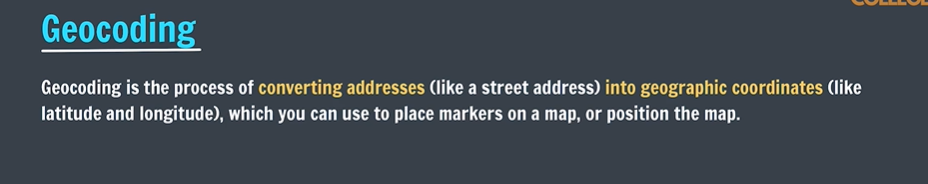 Geocoding
Geocoding is the process of converting addresses (like a street address) into geographic coordinates (like
latitude and longitude), which you can use to place markers on a map, or position the map.